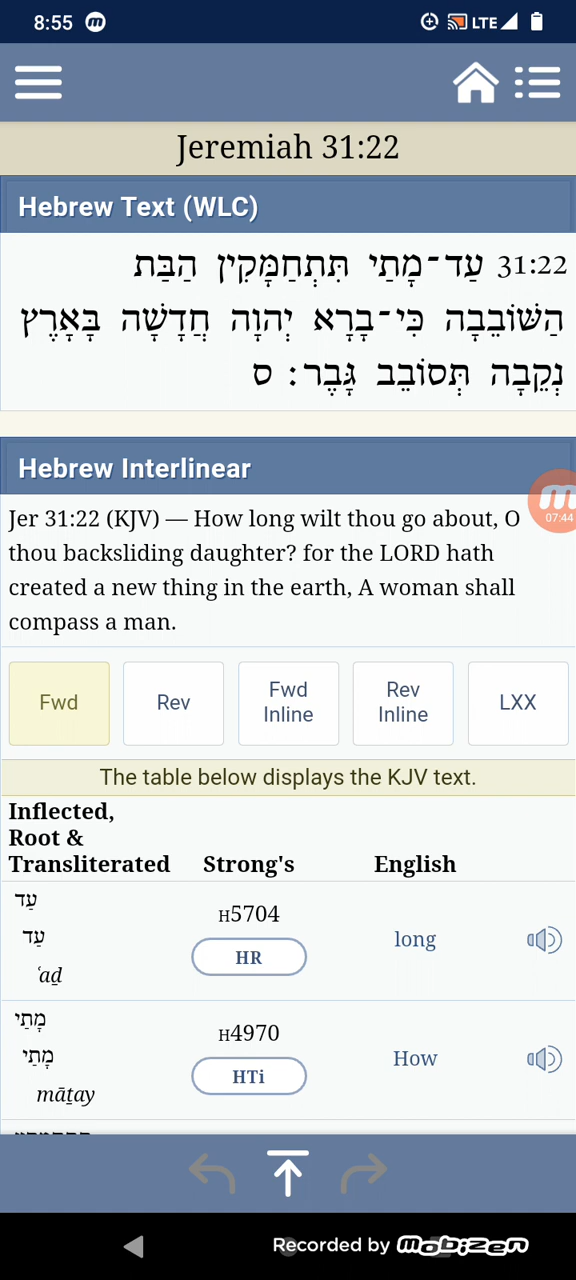 8:55
LTE
Jeremiah 31:22
Hebrew Text (WLC)
31:22 עַד־מָתַי תִּתְחַמָּקִין הַבַּת
הַשּׁוֹבֵבָה כִּי־בָרָא יְהוָה חֲדָשָׁה בָּאָרֶץ
נְקֵבָה תְּסוֹבֵב גָּבֶר׃ ס
Hebrew Interlinear
07:44
Jer 31:22 (KJV) — How long wilt thou go about, O
thou backsliding daughter? for the LORD hath
created a new thing in the earth, A woman shall
compass a man.
Fwd Rev Fwd Inline Rev Inline LXX
The table below displays the KJV text.
Inflected,
Root &
Transliterated Strong's English
עַד
עַד
ʿaḏ
H5704
HR
long
מָתַי
מָתַי
māṯay
H4970
HTi
How
Recorded by mobizen